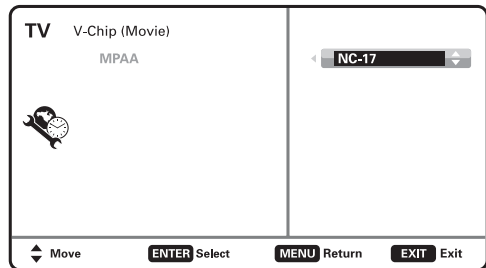 TV V-Chip (Movie)
MPAA
NC-17
Move ENTER Select MENU Return EXIT Exit